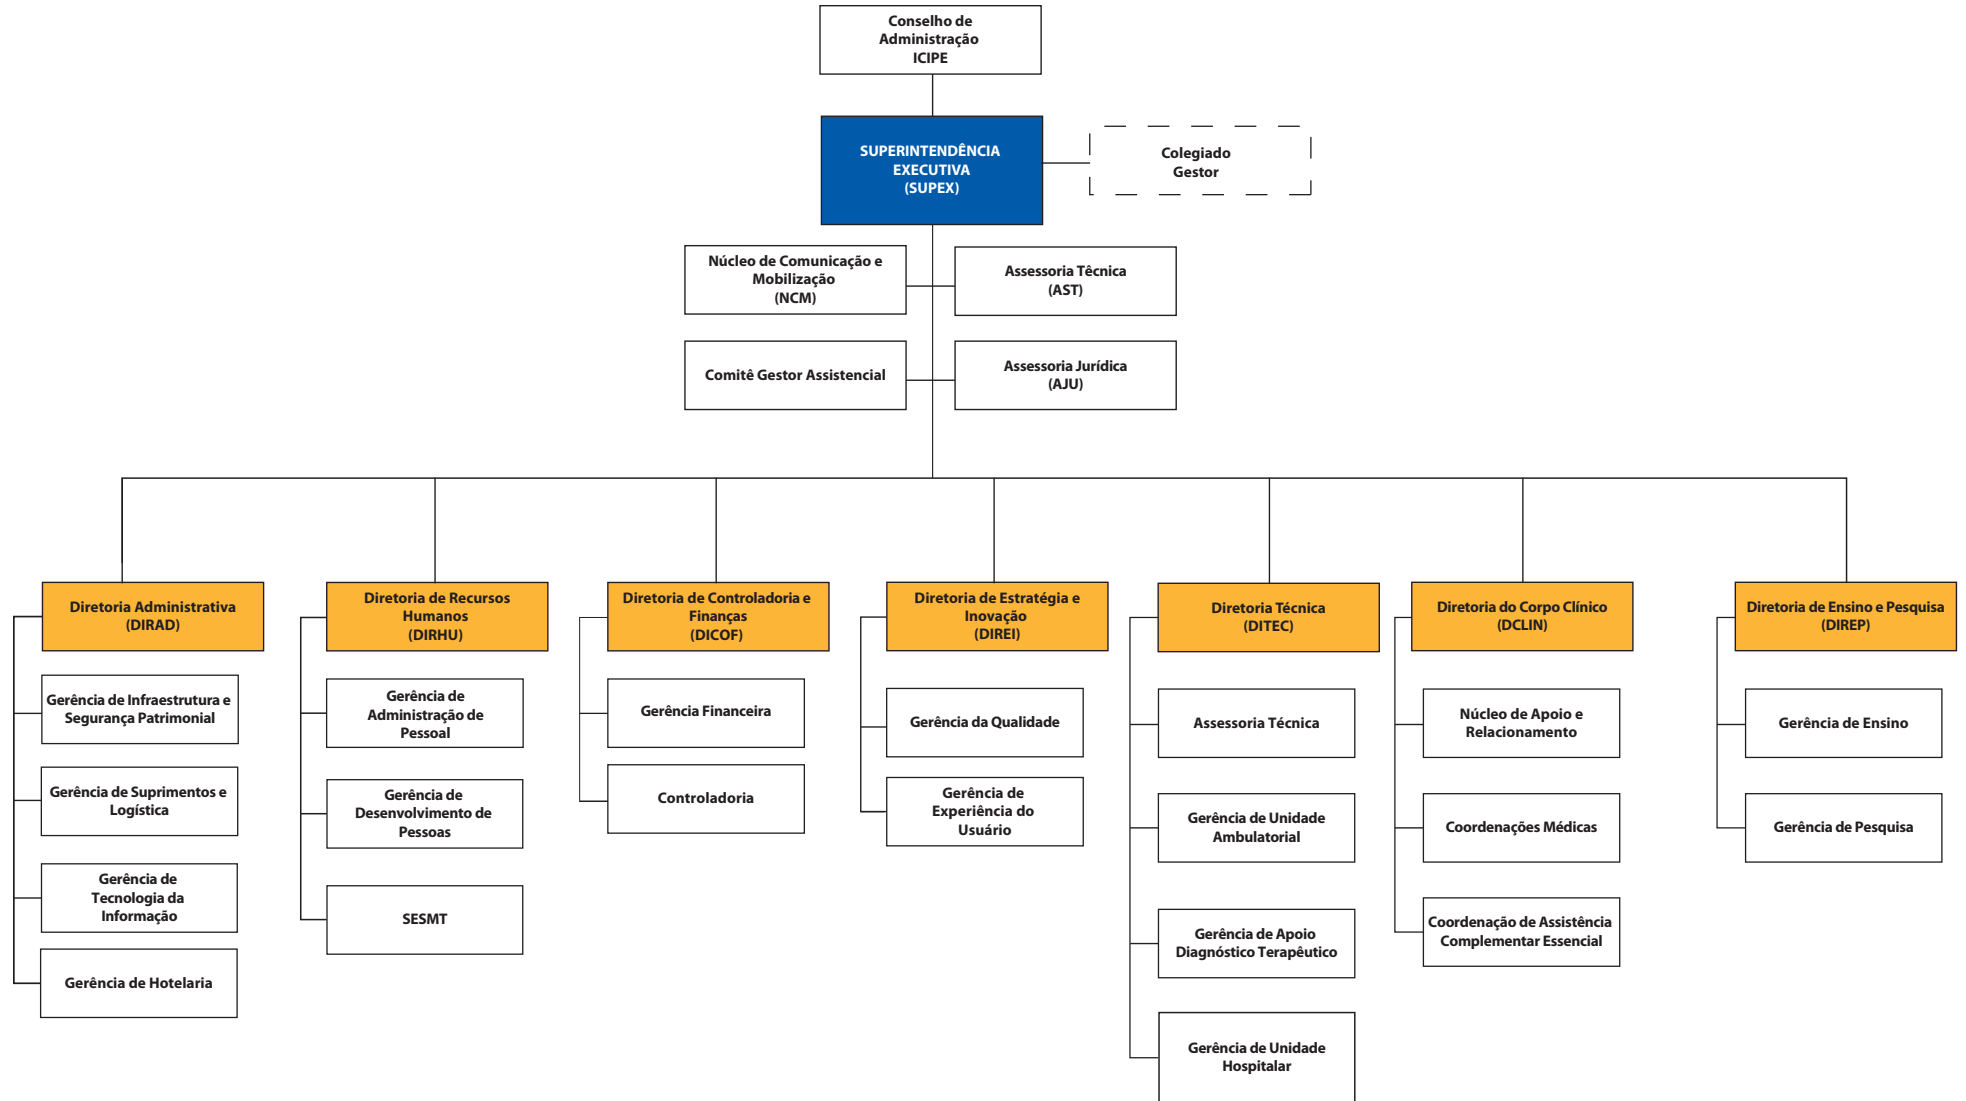 Conselho de
Administração
ICIPE
SUPERINTENDÊNCIA
EXECUTIVA
(SUPEX)
Colegiado
Gestor
Núcleo de Comunicação e
Mobilização
(NCM)
Assessoria Têcnica
(AST)
Comitê Gestor Assistencial
Assessoria Jurídica
(AJU)
Diretoria Administrativa
(DIRAD)
Gerência de Infraestrutura e
Segurança Patrimonial
Gerência de Suprimentos e
Logística
Gerência de
Tecnologia da
Informação
Gerência de Hotelaria
Diretoria de Recursos
Humanos
(DIRHU)
Gerência de
Administração de
Pessoal
Gerência de
Desenvolvimento de
Pessoas
SESMT
Diretoria de Controladoria e
Finanças
(DICOF)
Gerência Financeira
Controladoria
Diretoria de Estratégia e
Inovação
(DIREI)
Gerência da Qualidade
Gerência de
Experiência do
Usuário
Diretoria Técnica
(DITEC)
Assessoria Técnica
Gerência de Unidade
Ambulatorial
Gerência de Apoio
Diagnóstico Terapêutico
Gerência de Unidade
Hospitalar
Diretoria do Corpo Clínico
(DCLIN)
Núcleo de Apoio e
Relacionamento
Coordenações Médicas
Coordenação de Assistência
Complementar Essencial
Diretoria de Ensino e Pesquisa
(DIREP)
Gerência de Ensino
Gerência de Pesquisa